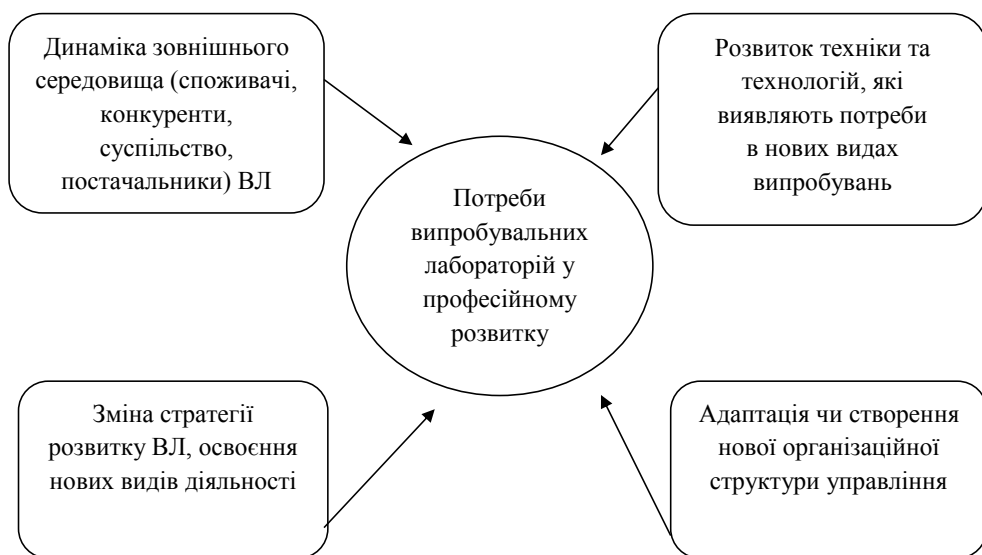 Динаміка зовнішнього
середовища (споживачі,
конкуренти,
суспільство,
постачальники) ВЛ
Розвиток техніки та
технологій, які
виявляють потреби
в нових видах
випробувань
Потреби
випробувальних
лабораторій у
професійному
розвитку
Зміна стратегії
розвитку ВЛ, освоєння
нових видів діяльності
Адаптація чи створення
нової організаційної
структури управління